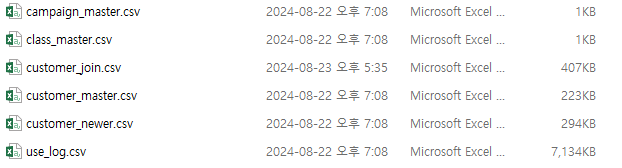 campaign_master.csv 2024-08-22 오후 7:08 Microsoft Excel ... 1KB
class_master.csv 2024-08-22 오후 7:08 Microsoft Excel ... 1KB
customer_join.csv 2024-08-23 오후 5:35 Microsoft Excel ... 407KB
customer_master.csv 2024-08-22 오후 7:08 Microsoft Excel ... 223KB
customer_newer.csv 2024-08-22 오후 7:08 Microsoft Excel ... 294KB
use_log.csv 2024-08-22 오후 7:08 Microsoft Excel ... 7,134KB